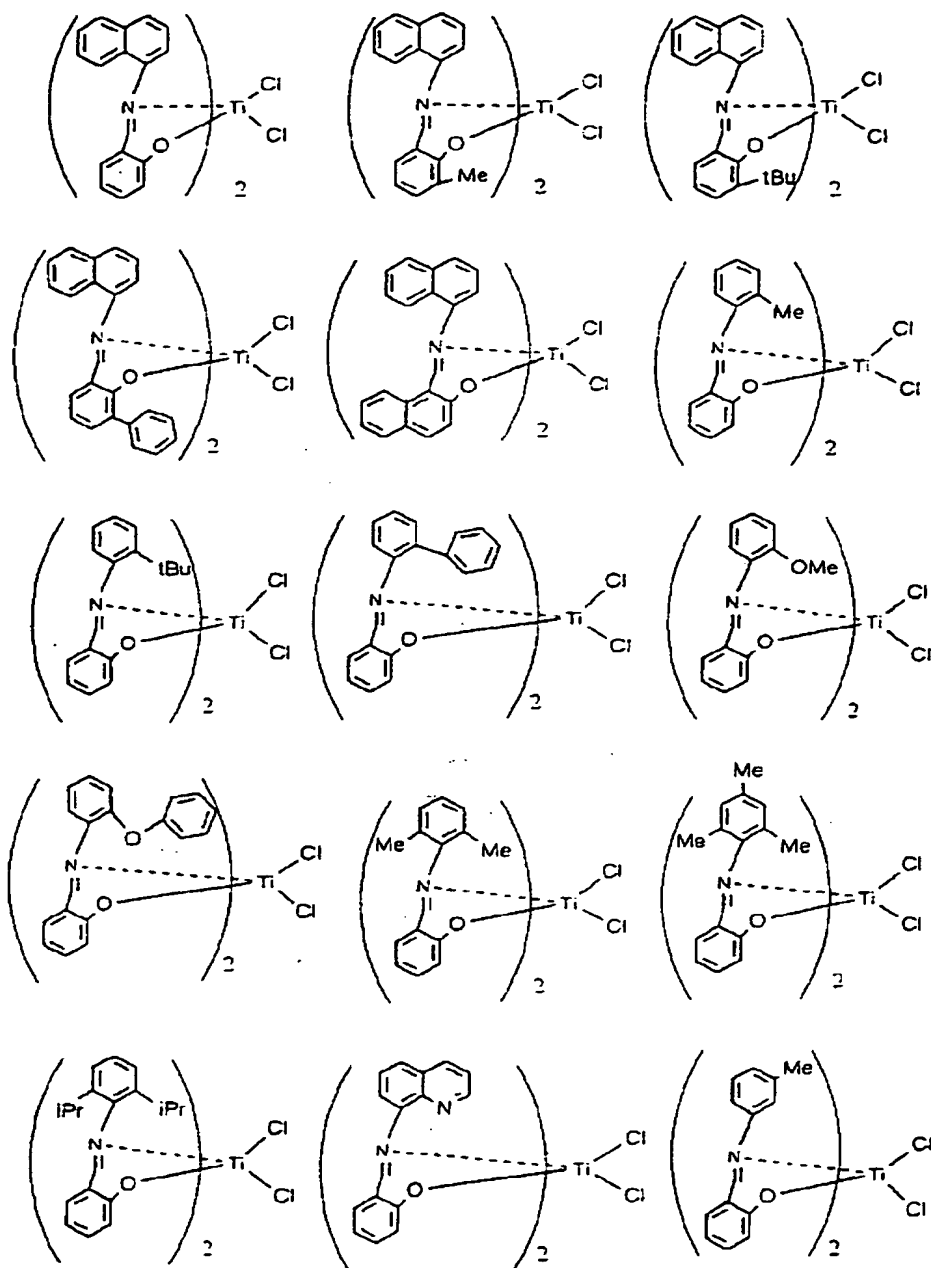 N O Ti Cl Cl 2
N O Me Ti Cl Cl 2
N O tBu Ti Cl Cl 2
N O Ti Cl Cl 2
N O Ti Cl Cl 2
Me N O Ti Cl Cl 2
tBu N O Ti Cl Cl 2
N O Ti Cl Cl 2
OMe N O Ti Cl Cl 2
O N O Ti Cl Cl 2
Me Me N O Ti Cl Cl 2
Me Me Me N O Ti Cl Cl 2
iPr iPr N O Ti Cl Cl 2
N N O Ti Cl Cl 2
Me N O Ti Cl Cl 2